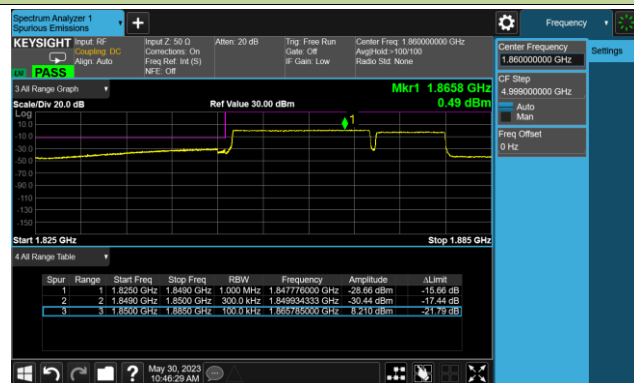 Spectrum Analyzer 1
Spurious Emissions
+
Frequency
KEYSIGHT Input: RF
Coupling: DC
Align: Auto
Input Z: 50 Ω
Corrections: On
Freq Ref: Int (S)
NFE: Off
Atten: 20 dB
Trig: Free Run
Gate: Off
IF Gain: Low
Center Freq: 1.860000000 GHz
Avg|Hold:>100/100
Radio Std: None
PASS
Center Frequency
1.860000000 GHz
Settings
CF Step
4.999000000 GHz
Auto
Man
Freq Offset
0 Hz
3 All Range Graph
Mkr1 1.8658 GHz
Scale/Div 20.0 dB Ref Value 30.00 dBm 0.49 dBm
Log
10.0
-10.0
-30.0
-50.0
-70.0
-90.0
-110
-130
-150
1
Start 1.825 GHz Stop 1.885 GHz
4 All Range Table
Spur Range Start Freq Stop Freq RBW Frequency Amplitude ΔLimit
1 1 1.8250 GHz 1.8490 GHz 1.000 MHz 1.847776000 GHz -28.66 dBm -15.66 dB
2 2 1.8490 GHz 1.8500 GHz 300.0 kHz 1.849934333 GHz -30.44 dBm -17.44 dB
3 3 1.8500 GHz 1.8850 GHz 100.0 kHz 1.865785000 GHz 8.210 dBm -21.79 dB
? May 30, 2023
10:46:29 AM